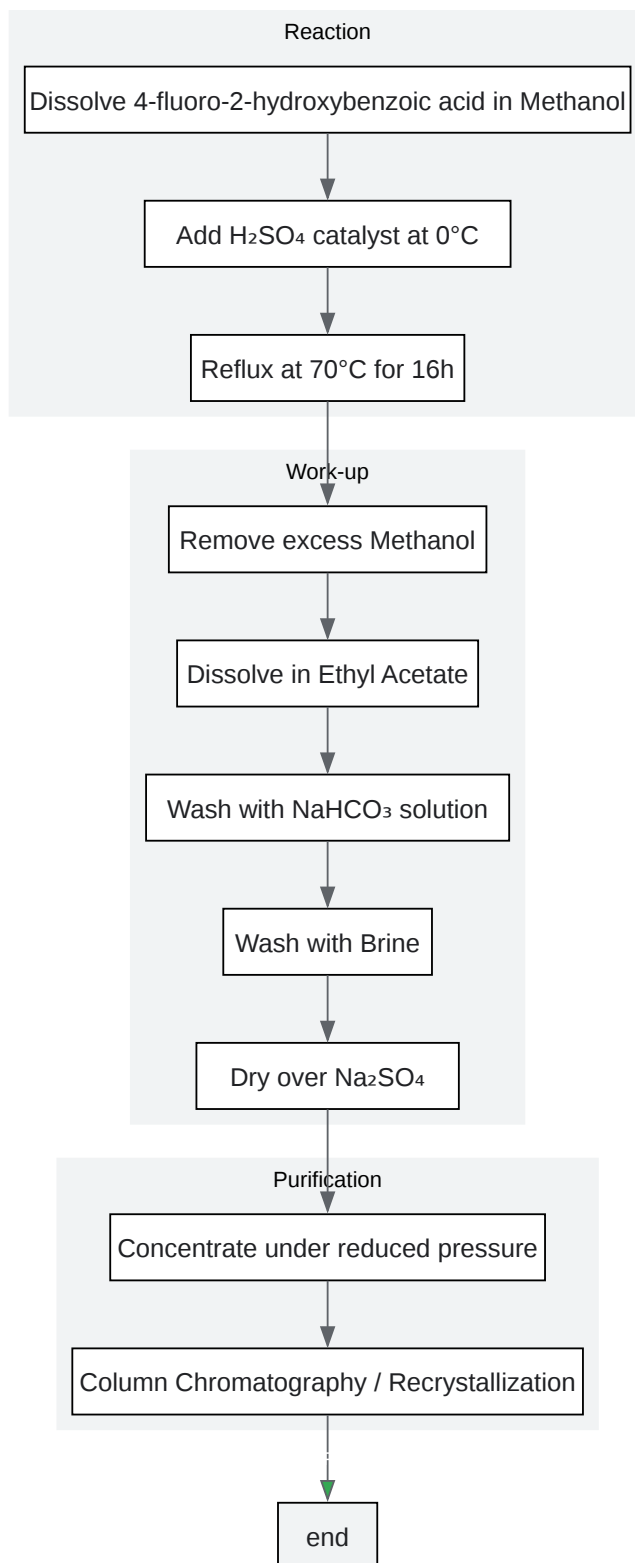 Reaction
Dissolve 4-fluoro-2-hydroxybenzoic acid in Methanol
Add H₂SO₄ catalyst at 0°C
Reflux at 70°C for 16h
Work-up
Remove excess Methanol
Dissolve in Ethyl Acetate
Wash with NaHCO₃ solution
Wash with Brine
Dry over Na₂SO₄
Purification
Concentrate under reduced pressure
Column Chromatography / Recrystallization
end